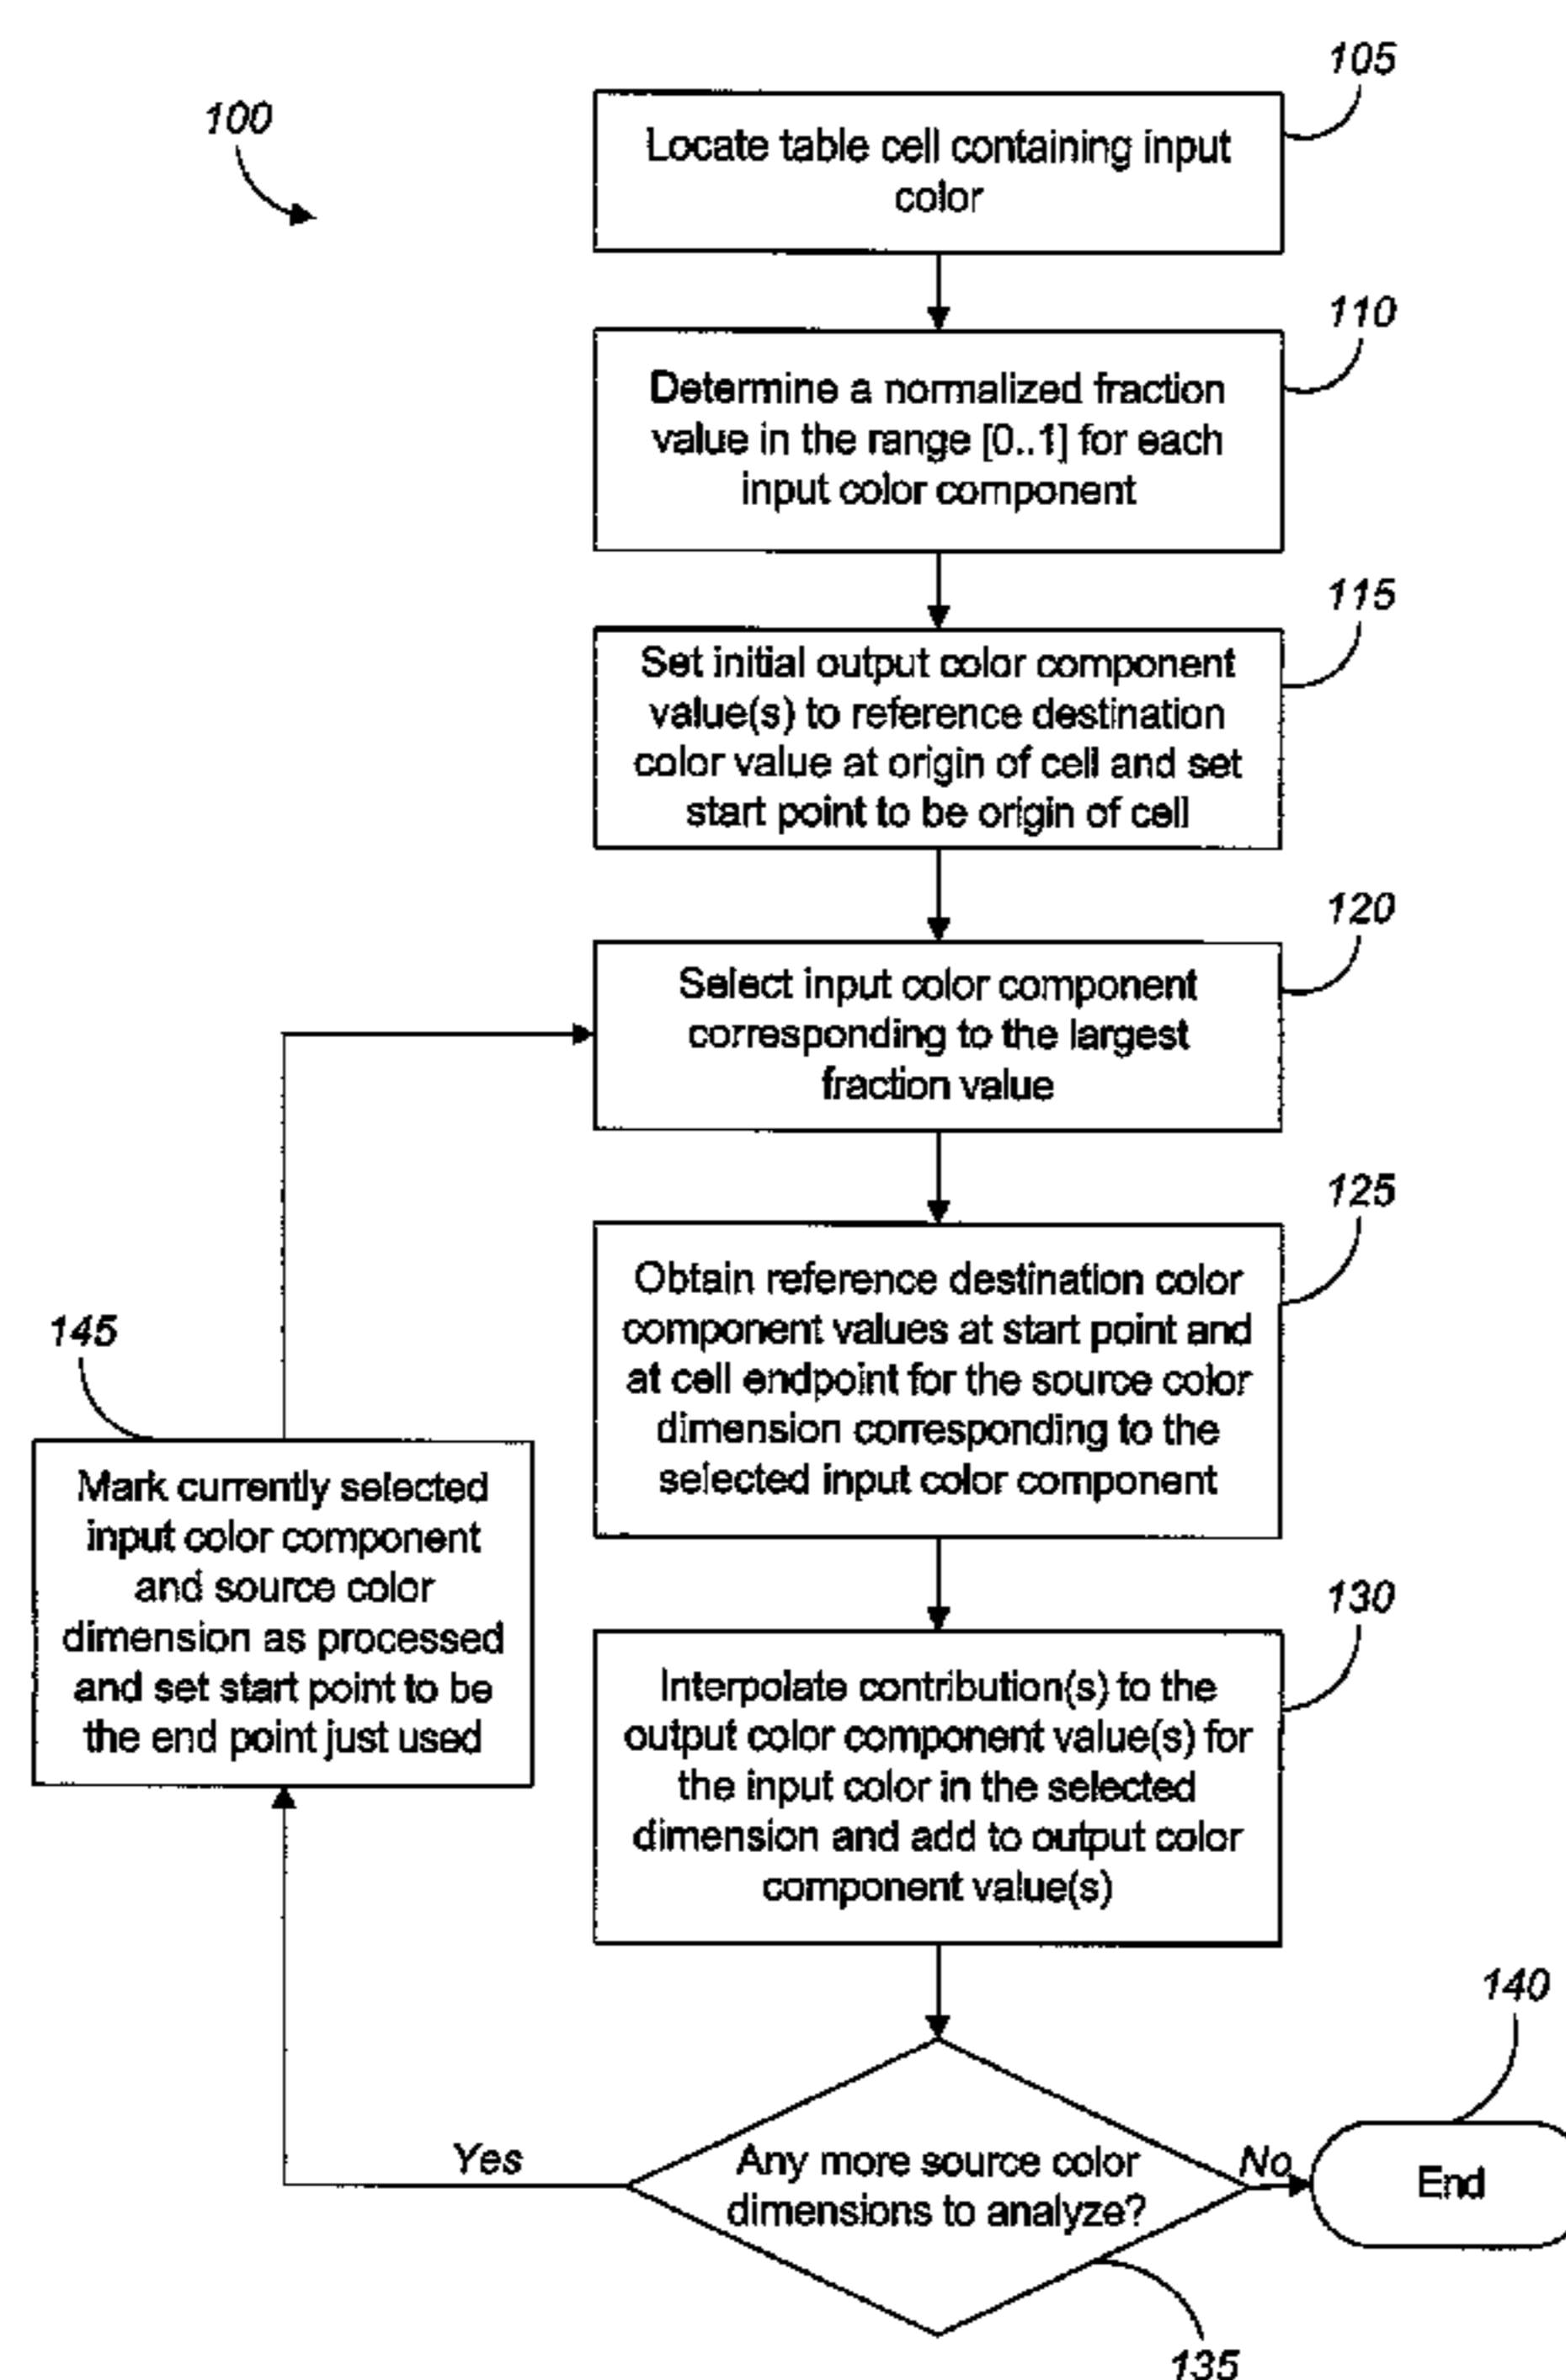 100
105
Locate table cell containing input
color
110
Determine a normalized fraction
value in the range [0..1] for each
input color component
115
Set initial output color component
value(s) to reference destination
color value at origin of cell and set
start point to be origin of cell
120
Select input color component
corresponding to the largest
fraction value
125
Obtain reference destination color
component values at start point and
at cell endpoint for the source color
dimension corresponding to the
selected input color component
145
Mark currently selected
input color component
and source color
dimension as processed
and set start point to be
the end point just used
130
Interpolate contribution(s) to the
output color component value(s) for
the input color in the selected
dimension and add to output color
component value(s)
140
Yes
Any more source color
dimensions to analyze?
No
End
135